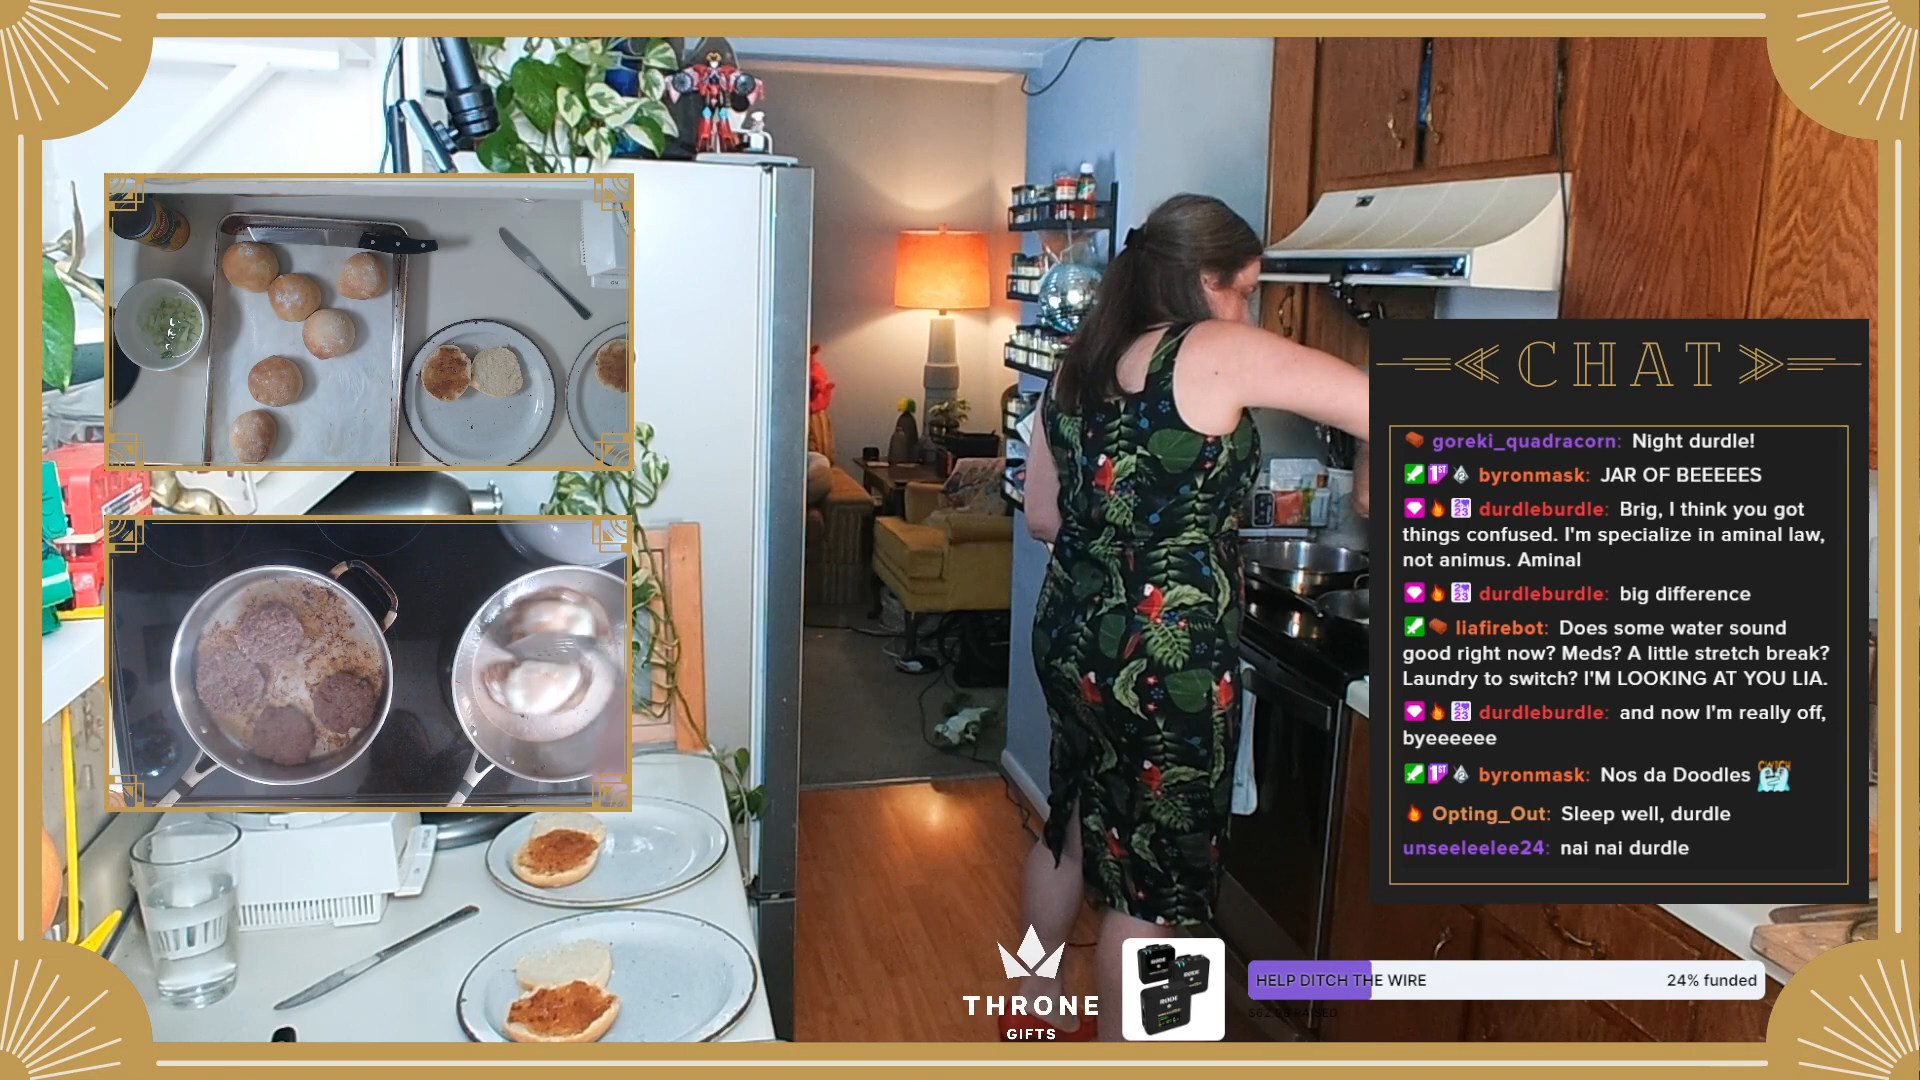 CHAT
goreki_quadracorn: Night durdle!
byronmask: JAR OF BEEEEES
durdleburdle: Brig, I think you got
things confused. I'm specialize in aminal law,
not animus. Aminal
durdleburdle: big difference
liafirebot: Does some water sound
good right now? Meds? A little stretch break?
Laundry to switch? I'M LOOKING AT YOU LIA.
durdleburdle: and now I'm really off,
byeeeeee
byronmask: Nos da Doodles
Opting_Out: Sleep well, durdle
unseeleelee24: nai nai durdle
THRONE
GIFTS
HELP DITCH THE WIRE 24% funded